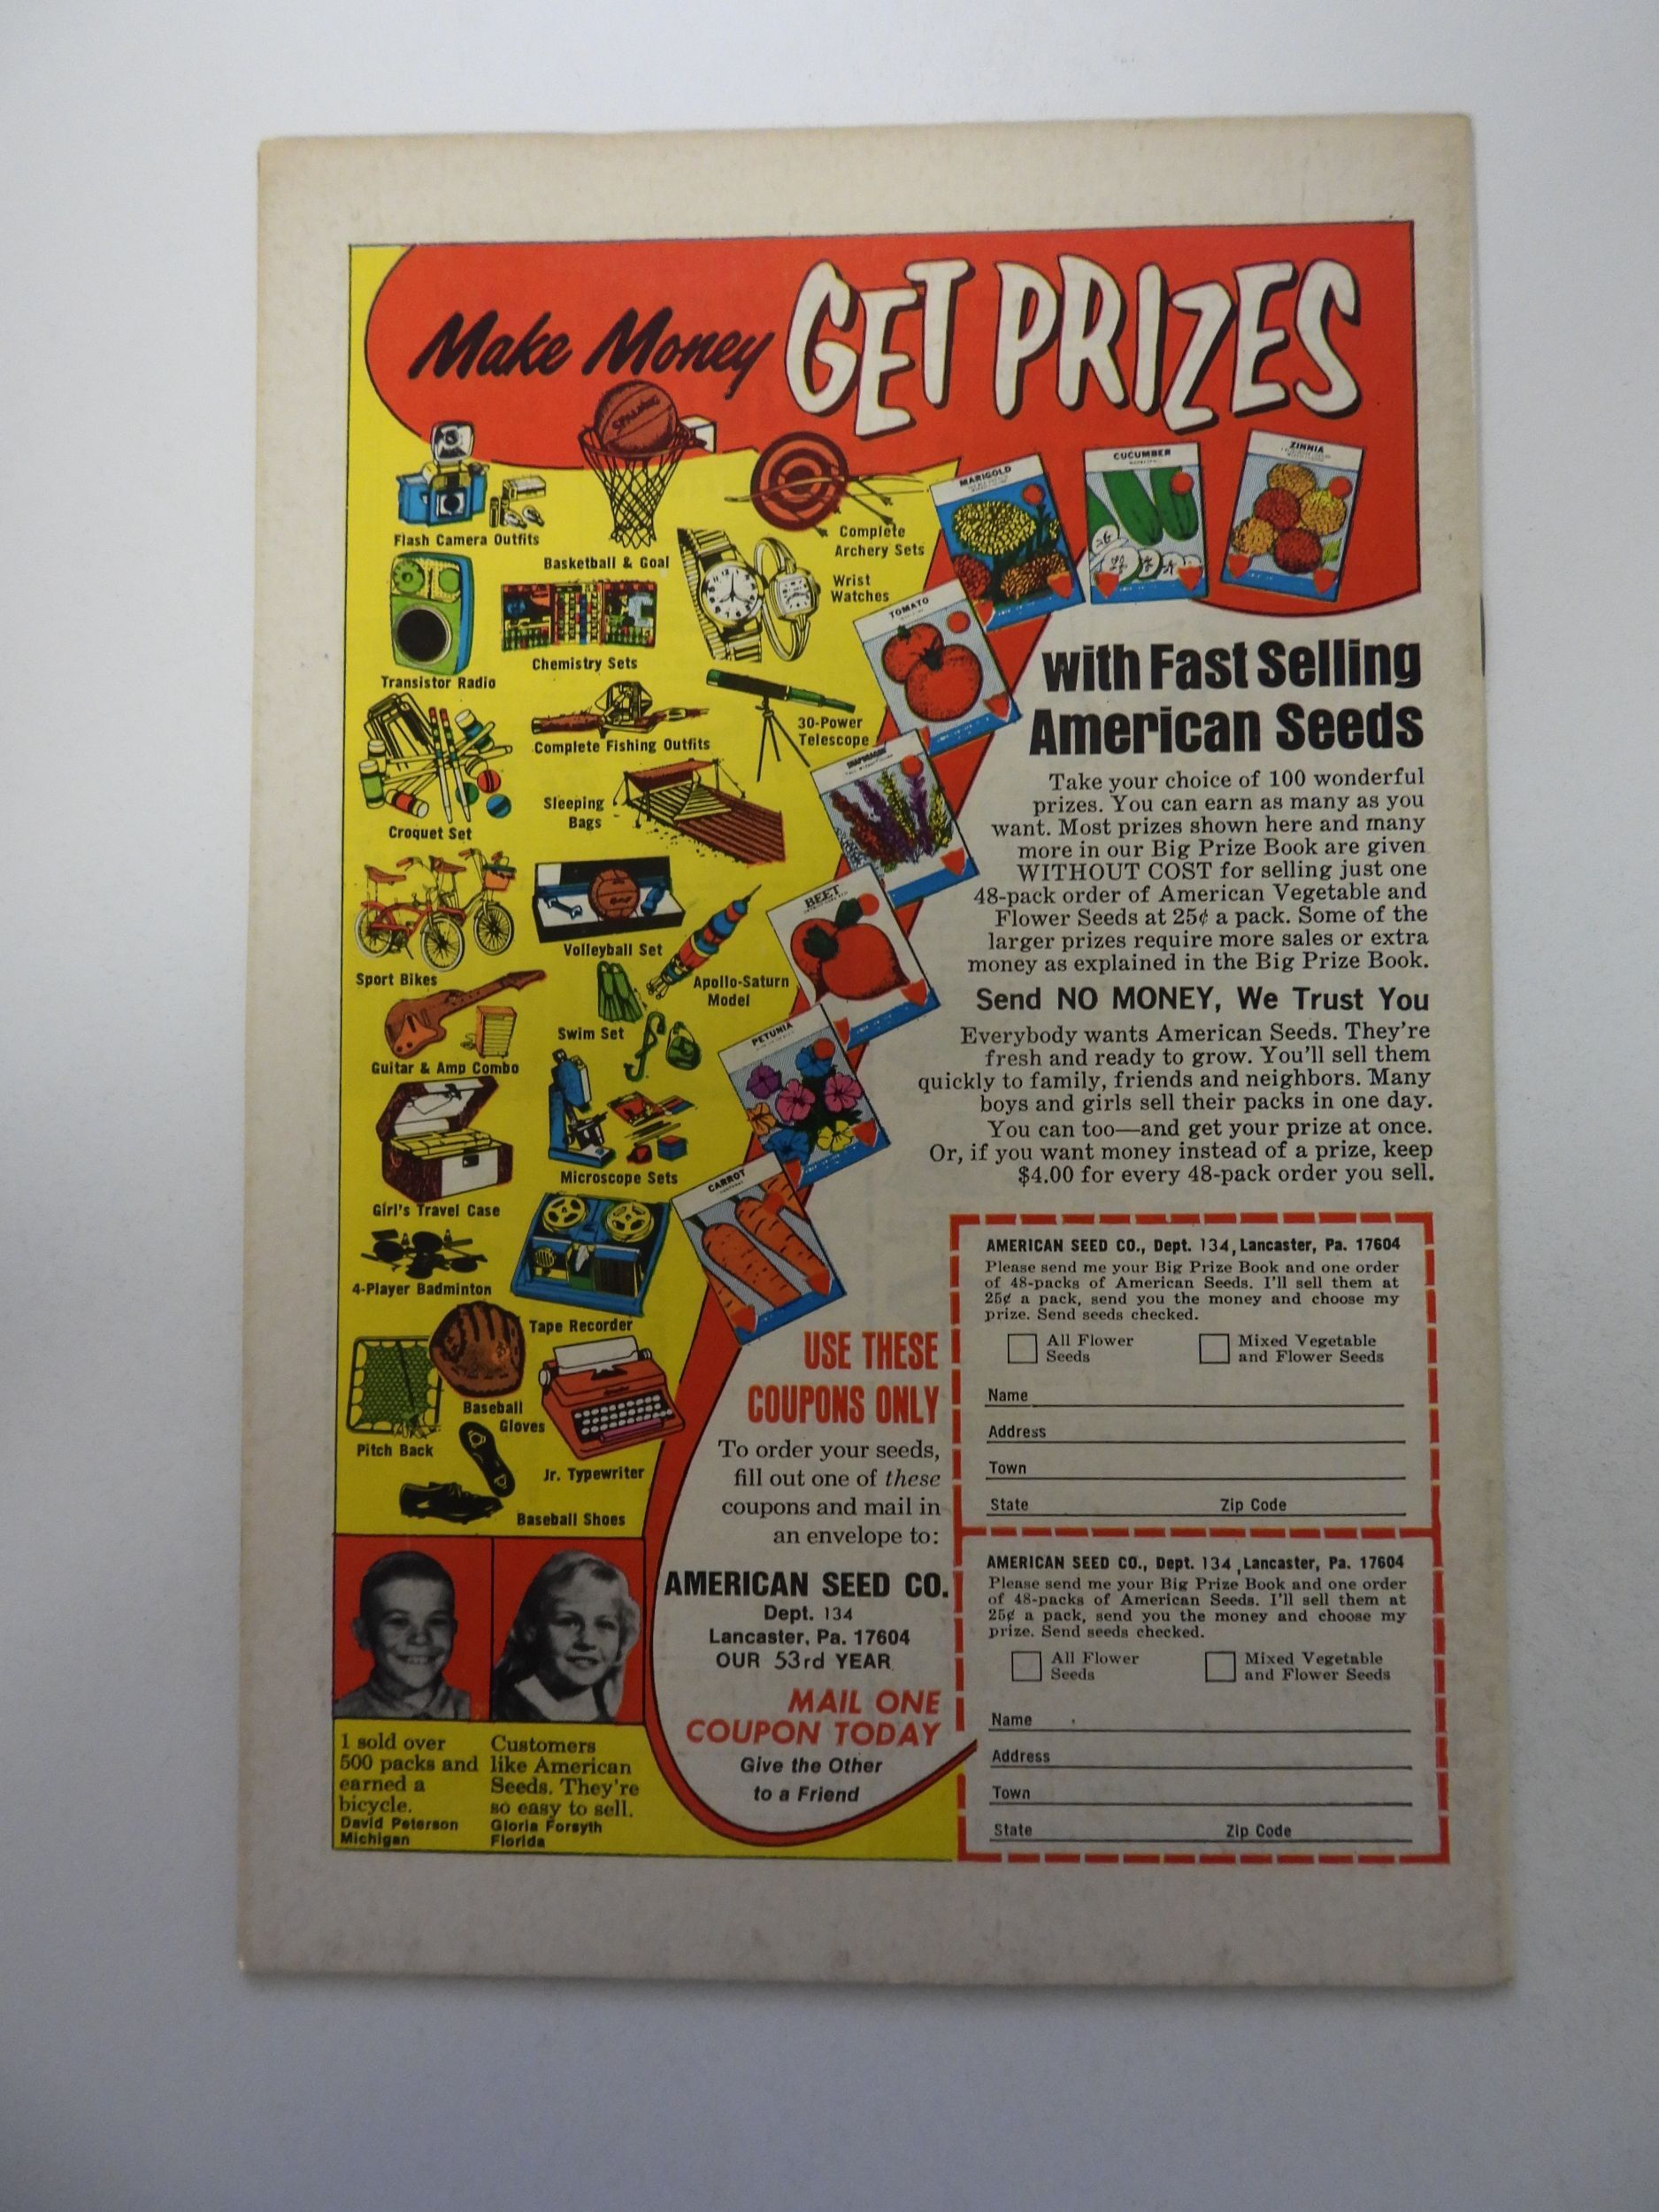 Make Money GET PRIZES
SPALDING
Flash Camera Outfits
Basketball & Goal
Complete
Archery Sets
Wrist
Watches
Transistor Radio
Chemistry Sets
Complete Fishing Outfits
30-Power
Telescope
Croquet Set
Sleeping
Bags
Sport Bikes
Volleyball Set
Apollo-Saturn
Model
Swim Set
Guitar & Amp Combo
Girl's Travel Case
Microscope Sets
4-Player Badminton
Tape Recorder
Baseball
Gloves
Pitch Back
Jr. Typewriter
Baseball Shoes
MARIGOLD
CUCUMBER
ZINNIA
TOMATO
SNAPDRAGON
BEET
PETUNIA
CARROT
with Fast Selling
American Seeds
Take your choice of 100 wonderful
prizes. You can earn as many as you
want. Most prizes shown here and many
more in our Big Prize Book are given
WITHOUT COST for selling just one
48-pack order of American Vegetable and
Flower Seeds at 25¢ a pack. Some of the
larger prizes require more sales or extra
money as explained in the Big Prize Book.
Send NO MONEY, We Trust You
Everybody wants American Seeds. They're
fresh and ready to grow. You'll sell them
quickly to family, friends and neighbors. Many
boys and girls sell their packs in one day.
You can too—and get your prize at once.
Or, if you want money instead of a prize, keep
$4.00 for every 48-pack order you sell.
USE THESE
COUPONS ONLY
To order your seeds,
fill out one of these
coupons and mail in
an envelope to:
AMERICAN SEED CO.
Dept. 134
Lancaster, Pa. 17604
OUR 53rd YEAR
MAIL ONE
COUPON TODAY
Give the Other
to a Friend
I sold over
500 packs and
earned a
bicycle.
David Peterson
Michigan
Customers
like American
Seeds. They're
so easy to sell.
Gloria Forsyth
Florida
AMERICAN SEED CO., Dept. 134, Lancaster, Pa. 17604
Please send me your Big Prize Book and one order
of 48-packs of American Seeds. I'll sell them at
25¢ a pack, send you the money and choose my
prize. Send seeds checked.
All Flower
Seeds
Mixed Vegetable
and Flower Seeds
Name
Address
Town
State Zip Code
AMERICAN SEED CO., Dept. 134, Lancaster, Pa. 17604
Please send me your Big Prize Book and one order
of 48-packs of American Seeds. I'll sell them at
25¢ a pack, send you the money and choose my
prize. Send seeds checked.
All Flower
Seeds
Mixed Vegetable
and Flower Seeds
Name
Address
Town
State Zip Code